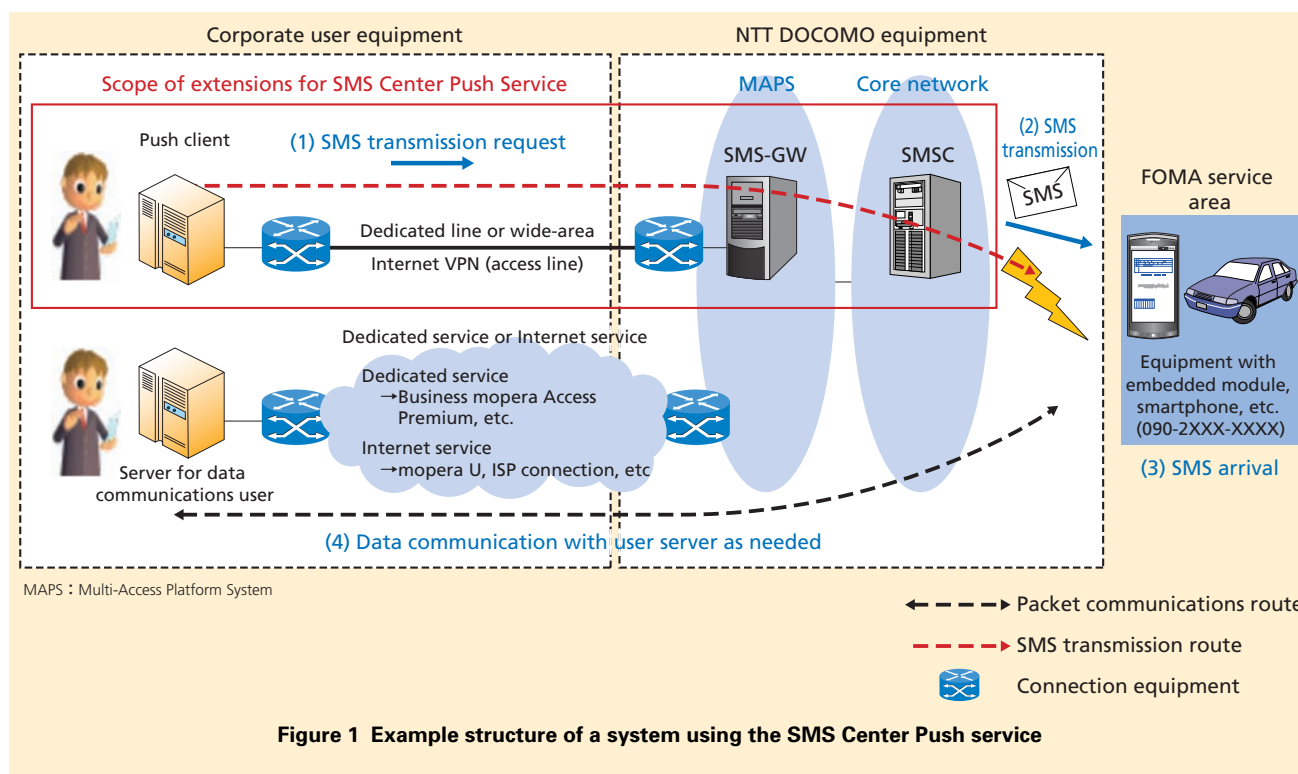 Corporate user equipment
NTT DOCOMO equipment
Scope of extensions for SMS Center Push Service
MAPS
Core network
Push client
(1) SMS transmission request
SMS-GW
SMSC
(2) SMS
transmission
SMS
FOMA service
area
Dedicated line or wide-area
Internet VPN (access line)
Equipment with
embedded module,
smartphone, etc.
(090-2XXX-XXXX)
(3) SMS arrival
Dedicated service or Internet service
Dedicated service
→Business mopera Access
Premium, etc.
Internet service
→mopera U, ISP connection, etc
Server for data
communications user
(4) Data communication with user server as needed
MAPS：Multi-Access Platform System
Packet communications route
SMS transmission route
Connection equipment
Figure 1 Example structure of a system using the SMS Center Push service